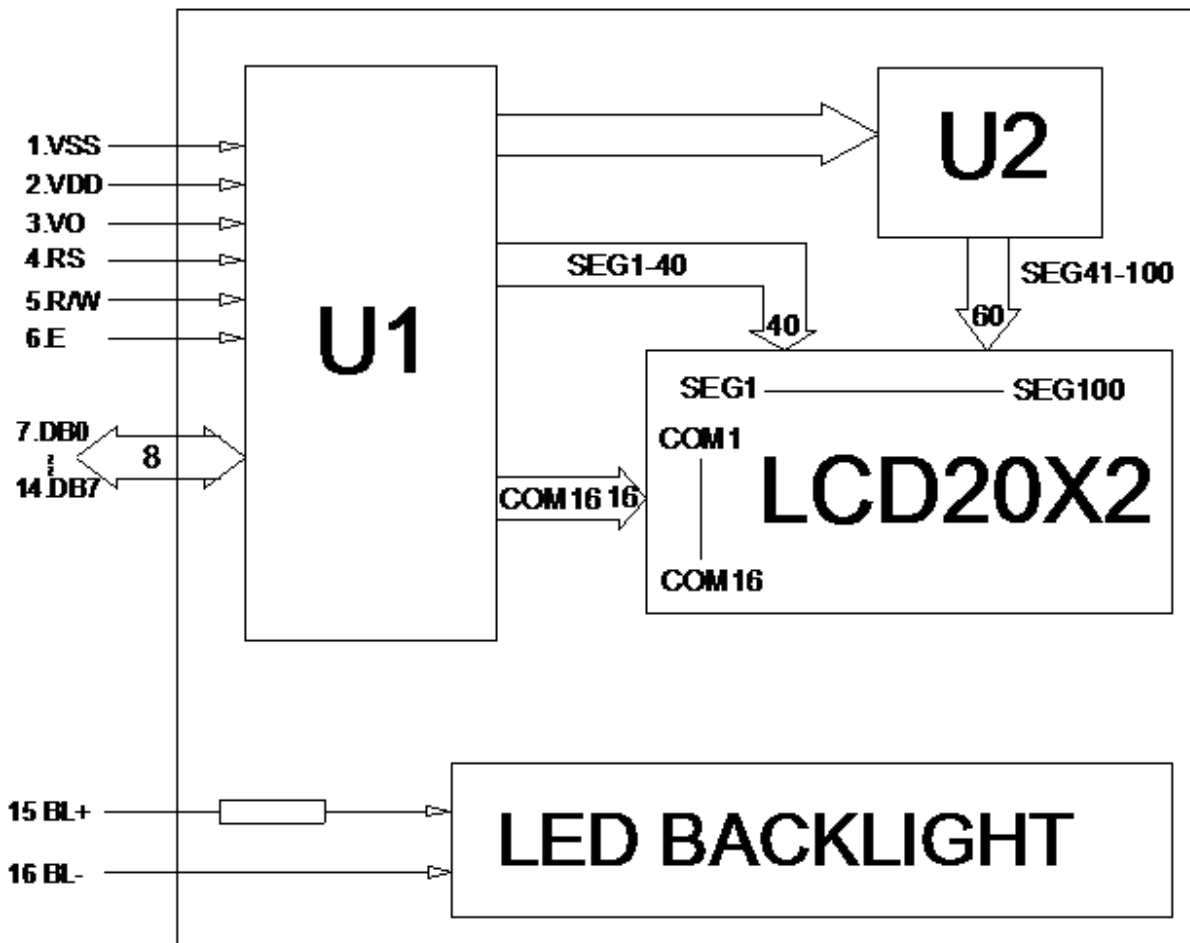 1.VSS
2.VDD
3.VO
4.RS
5.R/W
6.E
7.DB0
14.DB7
8
U1
U2
SEG1-40
40
SEG41-100
60
SEG1
SEG100
COM1
COM16
LCD20X2
COM16 16
15 BL+
16 BL-
LED BACKLIGHT